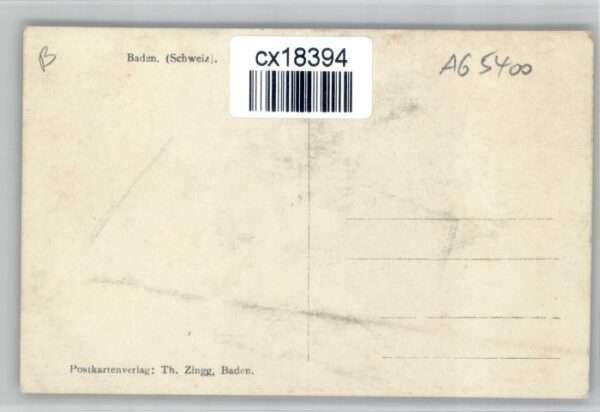 B
Baden. (Schweiz).
cx18394
AG 5400
Postkartenverlag: Th. Zingg, Baden.